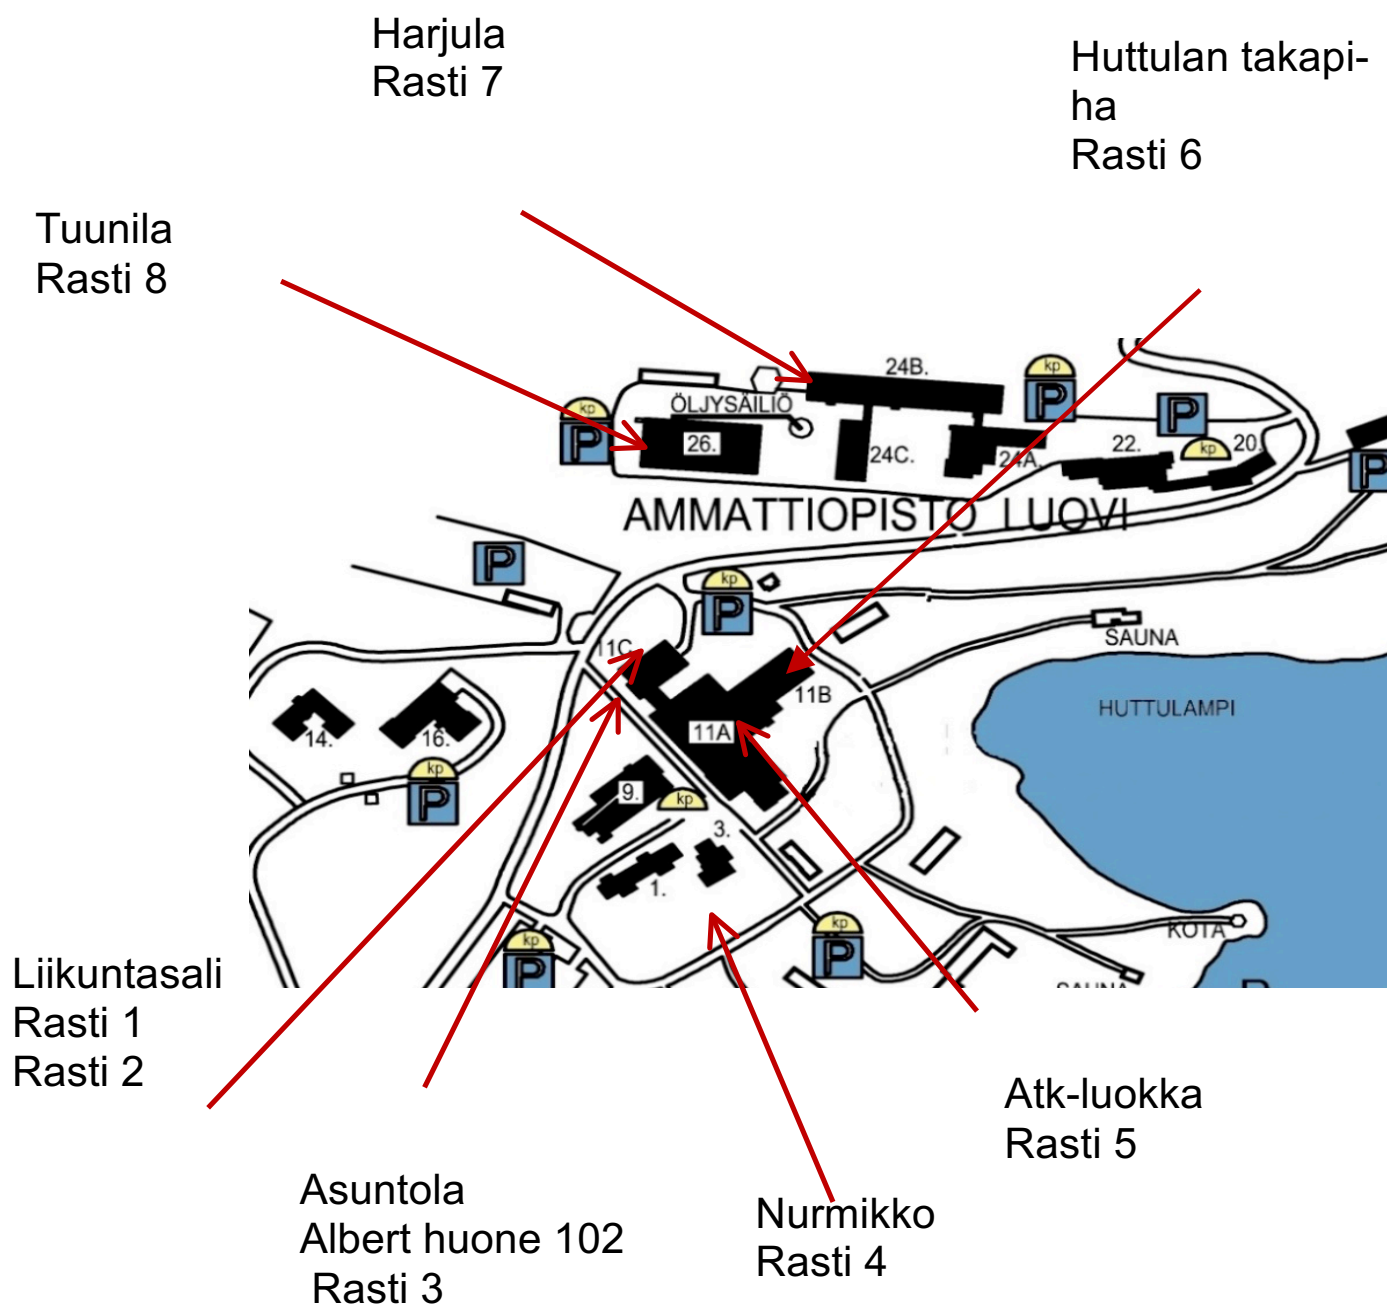 Harjula
Rasti 7
Huttulan takapi-
ha
Rasti 6
Tuunila
Rasti 8
kp
P
24B.
kp
P
P
ÖLJYSÄILIÖ
26.
24C.
24A.
22.
kp
20.
P
AMMATTIOPISTO LUOVI
P
kp
P
SAUNA
11C
11B
HUTTULAMPI
14.
16.
11A
kp
P
9.
kp
3.
1.
kp
P
kp
P
KOTA
SAUNA
Liikuntasali
Rasti 1
Rasti 2
Atk-luokka
Rasti 5
Asuntola
Albert huone 102
Rasti 3
Nurmikko
Rasti 4